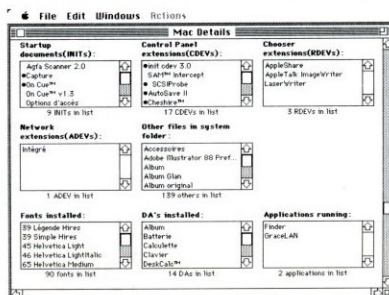 File Edit Windows Actions
Mac Details
Startup documents(INITs):
Agfa Scanner 2.0
●Capture
●On Cue™
On Cue™ v1.3
Options d'accès
9 INITs in list
Control Panel extensions(CDEVs):
●init cdev 3.0
SAM™ Intercept
● SCSIProbe
●AutoSave II
●Cheshire™
17 CDEVs in list
Chooser extensions(RDEVs):
AppleShare
AppleTalk ImageWriter
LaserWriter
3 RDEVs in list
Network extensions(ADEVs):
Intégré
1 ADEV in list
Other files in system folder:
Accessoires
Adobe Illustrator 88 Pref...
Album
Album Glan
Album original
139 others in list
Fonts installed:
39 Légende Hires
39 Simple Hires
45 Helvetica Light
46 Helvetica LightItalic
65 Helvetica Medium
90 fonts in list
DA's installed:
Album
Batterie
Calculette
Clavier
DeskCalc™
14 DAs in list
Applications running:
Finder
GraceLAN
2 applications in list